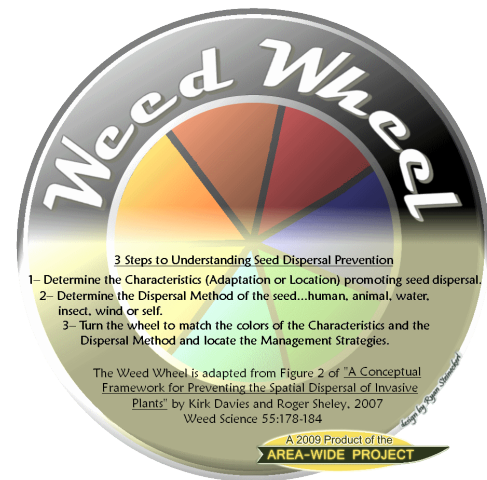 Weed Wheel
3 Steps to Understanding Seed Dispersal Prevention
1– Determine the Characteristics (Adaptation or Location) promoting seed dispersal.
2– Determine the Dispersal Method of the seed...human, animal, water,
insect, wind or self.
3– Turn the wheel to match the colors of the Characteristics and the
Dispersal Method and locate the Management Strategies.
The Weed Wheel is adapted from Figure 2 of "A Conceptual
Framework for Preventing the Spatial Dispersal of Invasive
Plants" by Kirk Davies and Roger Sheley, 2007
Weed Science 55:178-184
design by Ryan
A 2009 Product of the
AREA-WIDE PROJECT